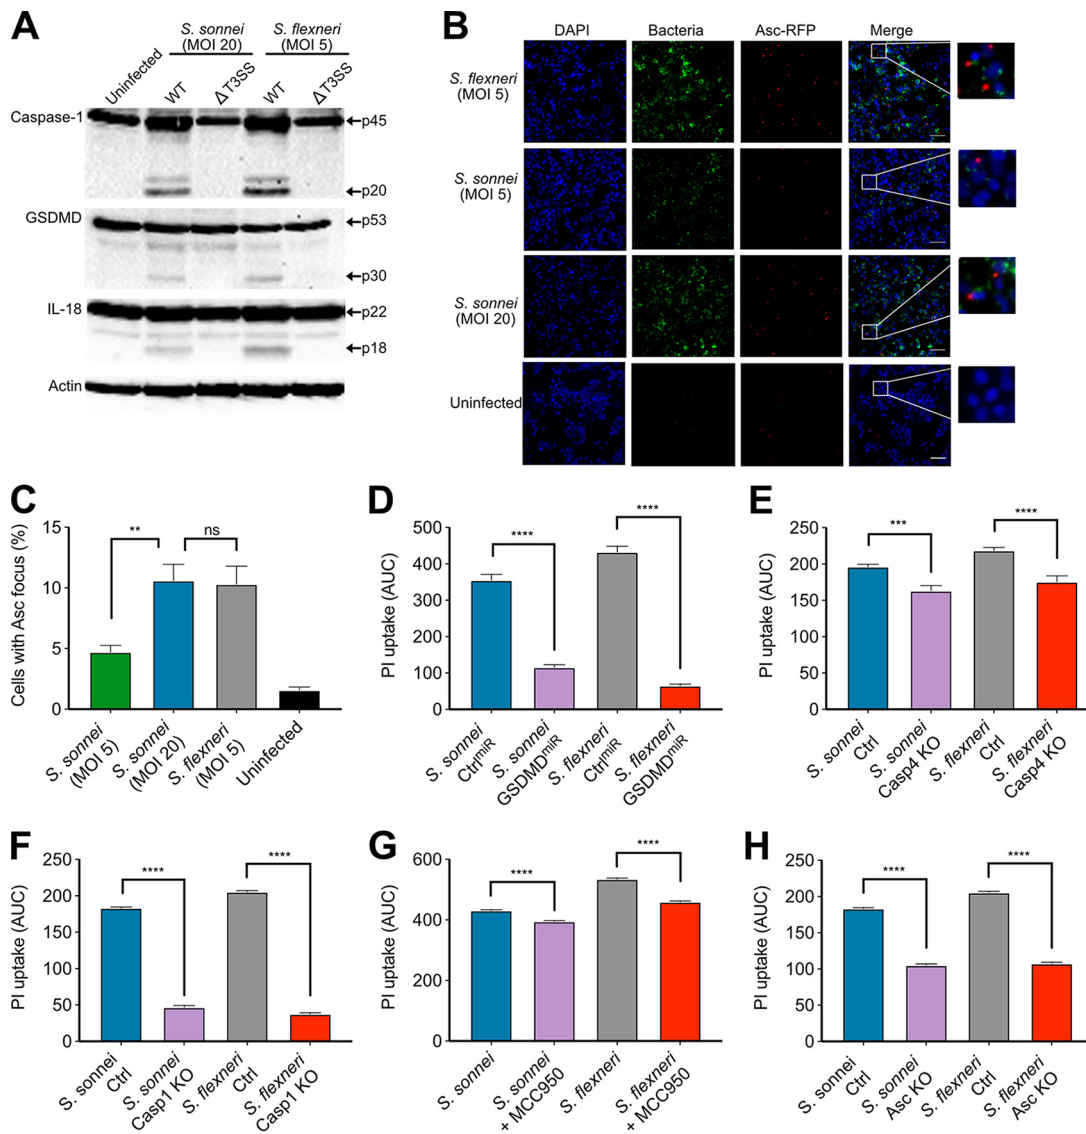 A
S. sonnei
(MOI 20)
S. flexneri
(MOI 5)
Uninfected
WT
ΔT3SS
WT
ΔT3SS
Caspase-1
p45
p20
GSDMD
p53
p30
IL-18
p22
p18
Actin
B
DAPI
Bacteria
Asc-RFP
Merge
S. flexneri
(MOI 5)
S. sonnei
(MOI 5)
S. sonnei
(MOI 20)
Uninfected
C
Cells with Asc focus (%)
15
10
5
0
**
ns
S. sonnei
(MOI 5)
S. sonnei
(MOI 20)
S. flexneri
(MOI 5)
Uninfected
D
PI uptake (AUC)
500
400
300
200
100
0
****
****
S. sonnei
CtrlmiR
S. sonnei
GSDMDmiR
S. flexneri
CtrlmiR
S. flexneri
GSDMDmiR
E
PI uptake (AUC)
250
200
150
100
50
0
***
****
S. sonnei
Ctrl
S. sonnei
Casp4 KO
S. flexneri
Ctrl
S. flexneri
Casp4 KO
F
PI uptake (AUC)
250
200
150
100
50
0
****
****
S. sonnei
Ctrl
S. sonnei
Casp1 KO
S. flexneri
Ctrl
S. flexneri
Casp1 KO
G
PI uptake (AUC)
600
400
200
0
****
****
S. sonnei
S. sonnei
+ MCC950
S. flexneri
S. flexneri
+ MCC950
H
PI uptake (AUC)
250
200
150
100
50
0
****
****
S. sonnei
Ctrl
S. sonnei
Asc KO
S. flexneri
Ctrl
S. flexneri
Asc KO